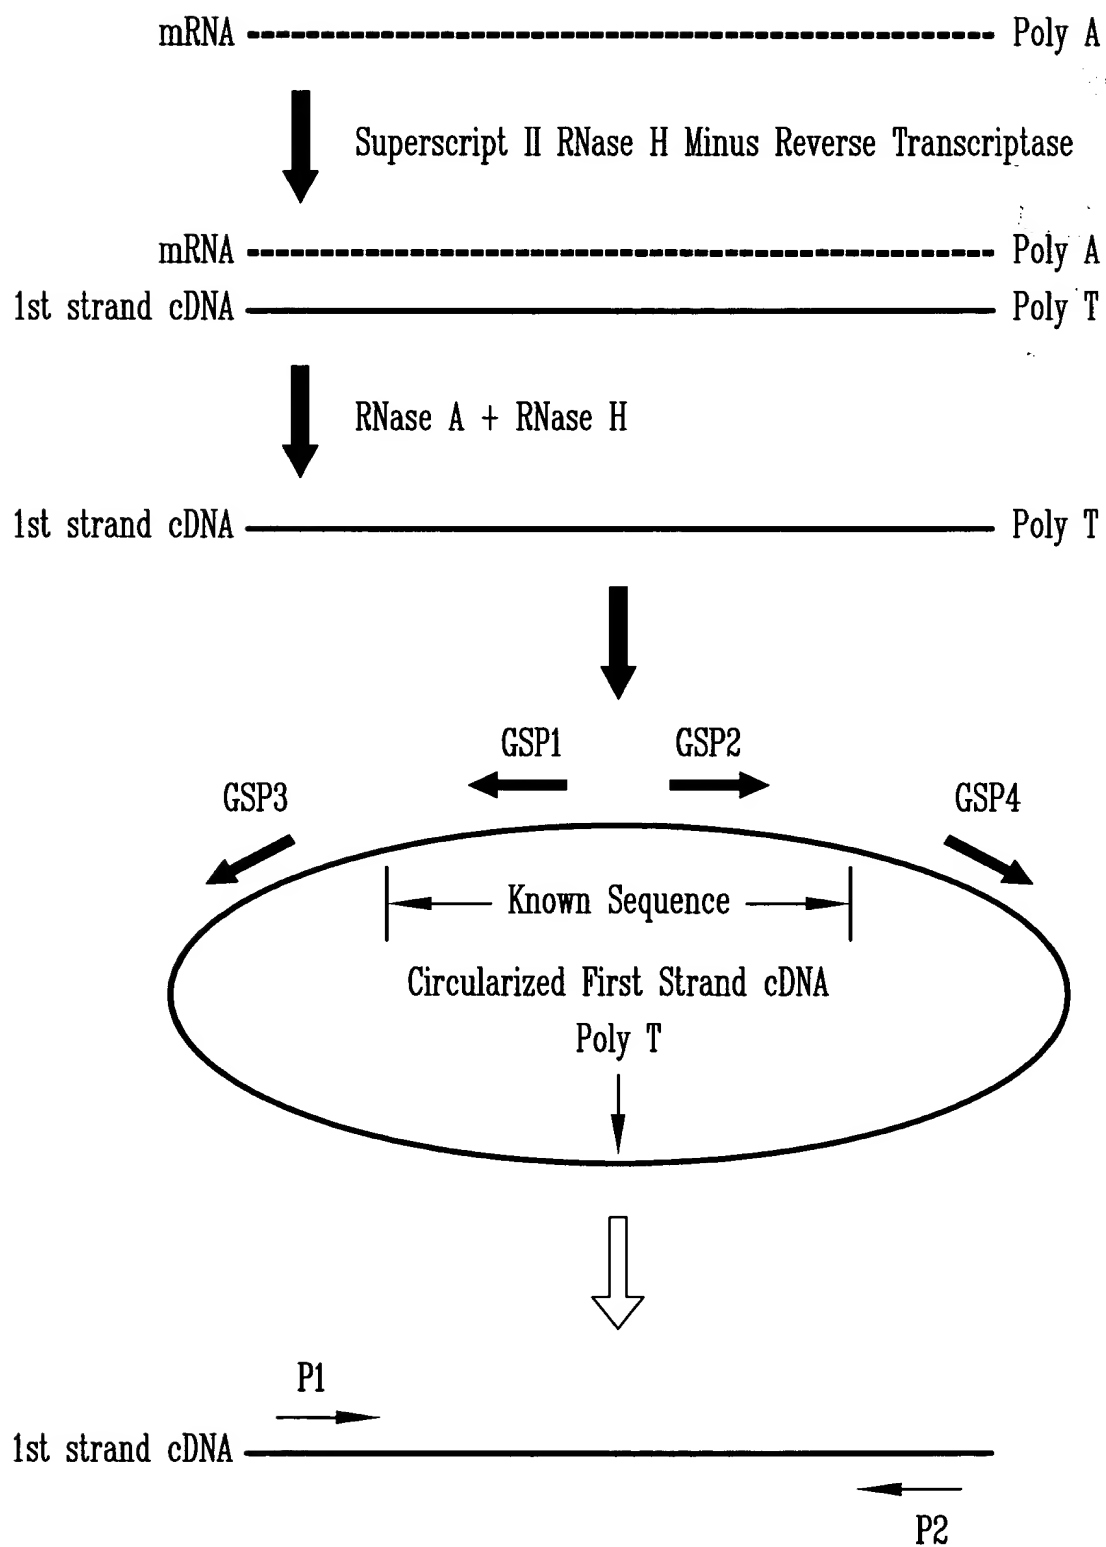 mRNA Poly A
Superscript II RNase H Minus Reverse Transcriptase
mRNA Poly A
1st strand cDNA Poly T
RNase A + RNase H
1st strand cDNA Poly T
GSP1 GSP2
GSP3 GSP4
Known Sequence
Circularized First Strand cDNA
Poly T
P1
1st strand cDNA
P2